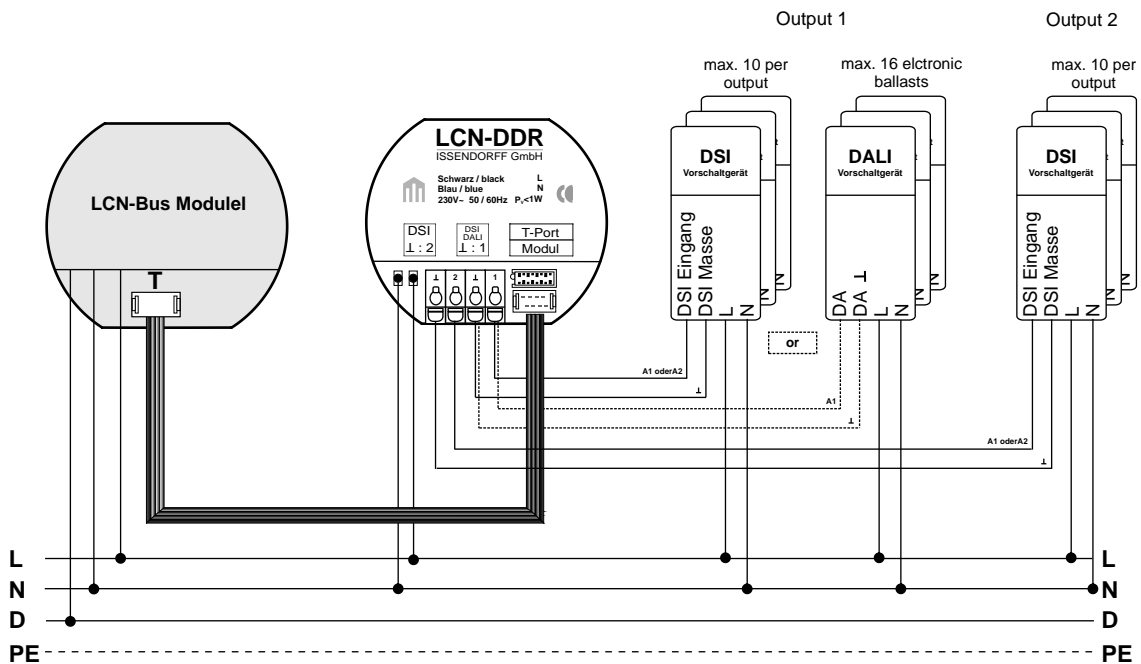 Output 1
Output 2
max. 10 per
output
max. 16 elctronic
ballasts
max. 10 per
output
LCN-Bus Modulel
T
LCN-DDR
ISSENDORFF GmbH
Schwarz / black L
Blau / blue N
230V~ 50 / 60Hz Pv<1W
DSI
⊥ : 2
DSI
DALI
⊥ : 1
T-Port
Modul
⊥ 2 ⊥ 1
DSI
Vorschaltgerät
DSI Eingang
DSI Masse
L
N
N
N
t
t
DALI
Vorschaltgerät
DA
DA ⊥
L
N
N
N
t
t
DSI
Vorschaltgerät
DSI Eingang
DSI Masse
L
N
N
N
t
t
or
A1 oderA2
⊥
A1
⊥
A1 oderA2
⊥
L L
N N
D D
PE PE